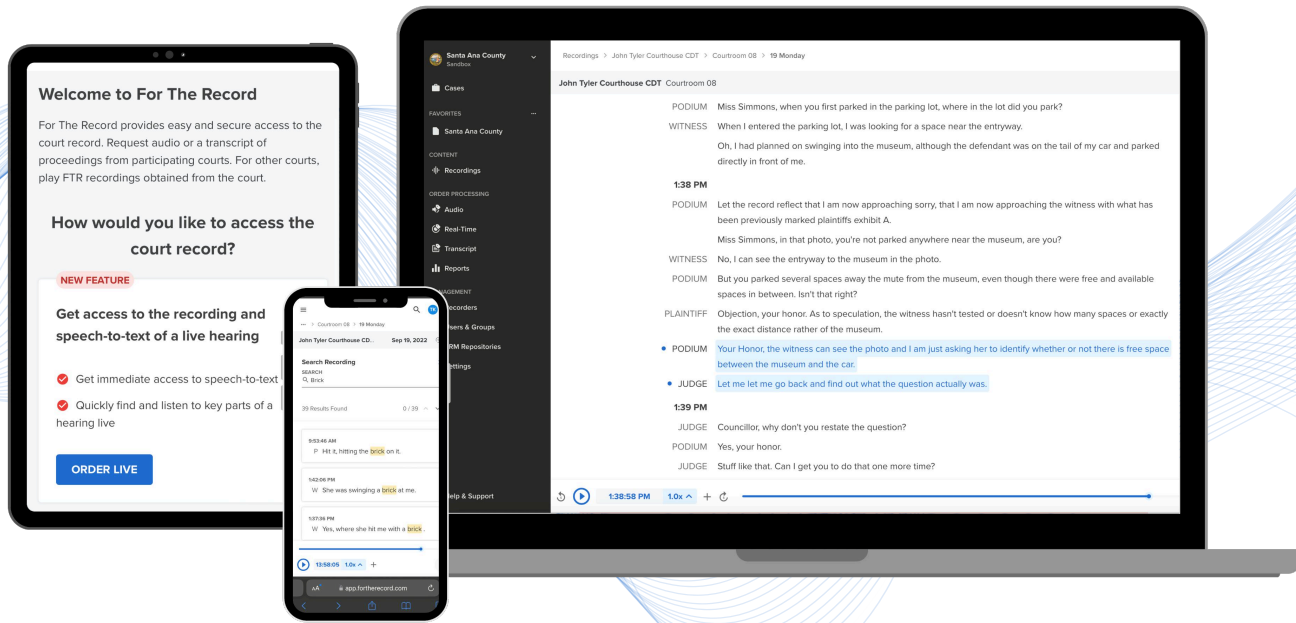 Welcome to For The Record
For The Record provides easy and secure access to the
court record. Request audio or a transcript of
proceedings from participating courts. For other courts,
play FTR recordings obtained from the court.
How would you like to access the
court record?
NEW FEATURE
Get access to the recording and
speech-to-text of a live hearing
Get immediate access to speech-to-text
Quickly find and listen to key parts of a
hearing live
ORDER LIVE
··· > Courtroom 08 > 19 Monday
John Tyler Courthouse CD... Sep 19, 2022
Search Recording
SEARCH
Brick
39 Results Found 0 / 39
9:53:46 AM
P Hit it, hitting the brick on it.
1:42:06 PM
W She was swinging a brick at me.
1:37:36 PM
W Yes, where she hit me with a brick .
13:58:05 1.0x
AA app.fortherecord.com
Santa Ana County
Sandbox
Cases
FAVORITES
Santa Ana County
CONTENT
Recordings
ORDER PROCESSING
Audio
Real-Time
Transcript
Reports
NAGEMENT
ecorders
sers & Groups
RM Repositories
ettings
elp & Support
Recordings > John Tyler Courthouse CDT > Courtroom 08 > 19 Monday
John Tyler Courthouse CDT Courtroom 08
PODIUM Miss Simmons, when you first parked in the parking lot, where in the lot did you park?
WITNESS When I entered the parking lot, I was looking for a space near the entryway.
Oh, I had planned on swinging into the museum, although the defendant was on the tail of my car and parked
directly in front of me.
1:38 PM
PODIUM Let the record reflect that I am now approaching sorry, that I am now approaching the witness with what has
been previously marked plaintiffs exhibit A.
Miss Simmons, in that photo, you're not parked anywhere near the museum, are you?
WITNESS No, I can see the entryway to the museum in the photo.
PODIUM But you parked several spaces away the mute from the museum, even though there were free and available
spaces in between. Isn't that right?
PLAINTIFF Objection, your honor. As to speculation, the witness hasn't tested or doesn't know how many spaces or exactly
the exact distance rather of the museum.
PODIUM Your Honor, the witness can see the photo and I am just asking her to identify whether or not there is free space
between the museum and the car.
JUDGE Let me let me go back and find out what the question actually was.
1:39 PM
JUDGE Councillor, why don't you restate the question?
PODIUM Yes, your honor.
JUDGE Stuff like that. Can I get you to do that one more time?
1:38:58 PM 1.0x